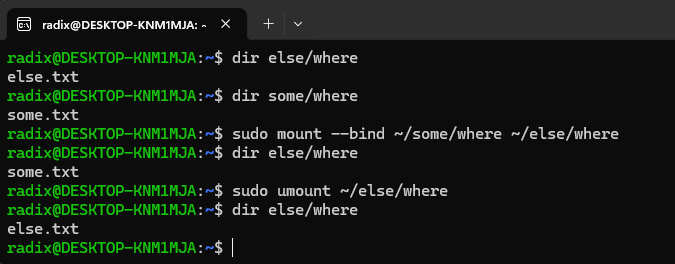 radix@DESKTOP-KNM1MJA: ~
radix@DESKTOP-KNM1MJA:~$ dir else/where
else.txt
radix@DESKTOP-KNM1MJA:~$ dir some/where
some.txt
radix@DESKTOP-KNM1MJA:~$ sudo mount --bind ~/some/where ~/else/where
radix@DESKTOP-KNM1MJA:~$ dir else/where
some.txt
radix@DESKTOP-KNM1MJA:~$ sudo umount ~/else/where
radix@DESKTOP-KNM1MJA:~$ dir else/where
else.txt
radix@DESKTOP-KNM1MJA:~$